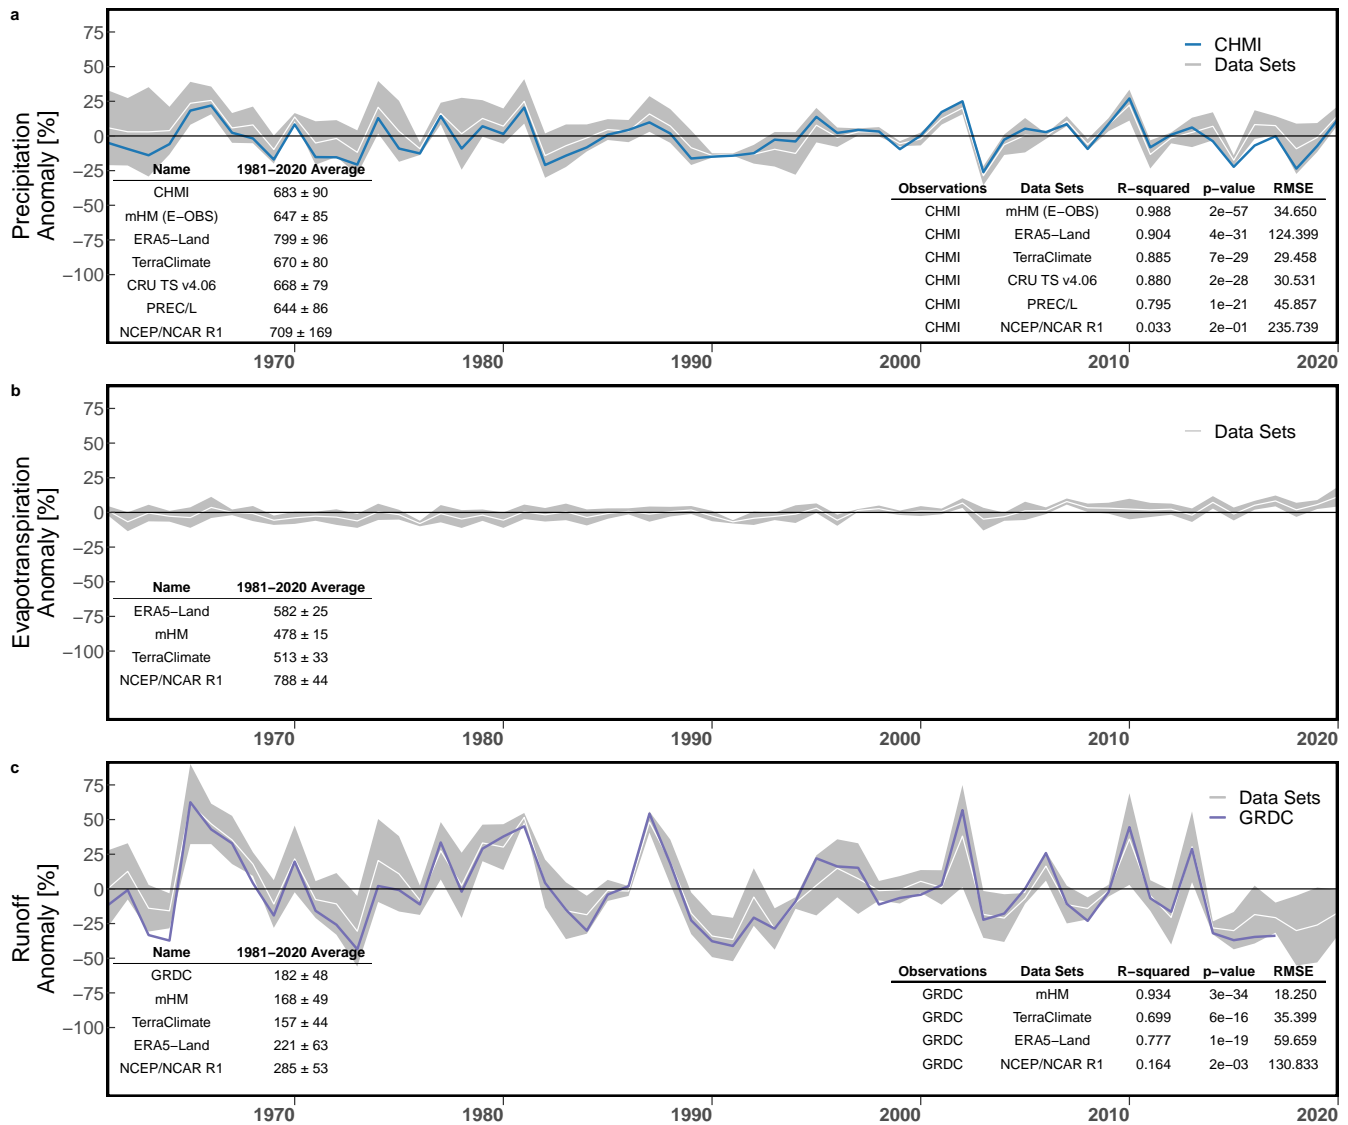 a
Precipitation
Anomaly [%]
75
50
25
0
−25
−50
−75
−100
CHMI
Data Sets
Name 1981−2020 Average
CHMI 683 ± 90
mHM (E−OBS) 647 ± 85
ERA5−Land 799 ± 96
TerraClimate 670 ± 80
CRU TS v4.06 668 ± 79
PREC/L 644 ± 86
NCEP/NCAR R1 709 ± 169
Observations Data Sets R−squared p−value RMSE
CHMI mHM (E−OBS) 0.988 2e−57 34.650
CHMI ERA5−Land 0.904 4e−31 124.399
CHMI TerraClimate 0.885 7e−29 29.458
CHMI CRU TS v4.06 0.880 2e−28 30.531
CHMI PREC/L 0.795 1e−21 45.857
CHMI NCEP/NCAR R1 0.033 2e−01 235.739
1970 1980 1990 2000 2010 2020
b
Evapotranspiration
Anomaly [%]
75
50
25
0
−25
−50
−75
−100
Data Sets
Name 1981−2020 Average
ERA5−Land 582 ± 25
mHM 478 ± 15
TerraClimate 513 ± 33
NCEP/NCAR R1 788 ± 44
1970 1980 1990 2000 2010 2020
c
Runoff
Anomaly [%]
75
50
25
0
−25
−50
−75
−100
Data Sets
GRDC
Name 1981−2020 Average
GRDC 182 ± 48
mHM 168 ± 49
TerraClimate 157 ± 44
ERA5−Land 221 ± 63
NCEP/NCAR R1 285 ± 53
Observations Data Sets R−squared p−value RMSE
GRDC mHM 0.934 3e−34 18.250
GRDC TerraClimate 0.699 6e−16 35.399
GRDC ERA5−Land 0.777 1e−19 59.659
GRDC NCEP/NCAR R1 0.164 2e−03 130.833
1970 1980 1990 2000 2010 2020